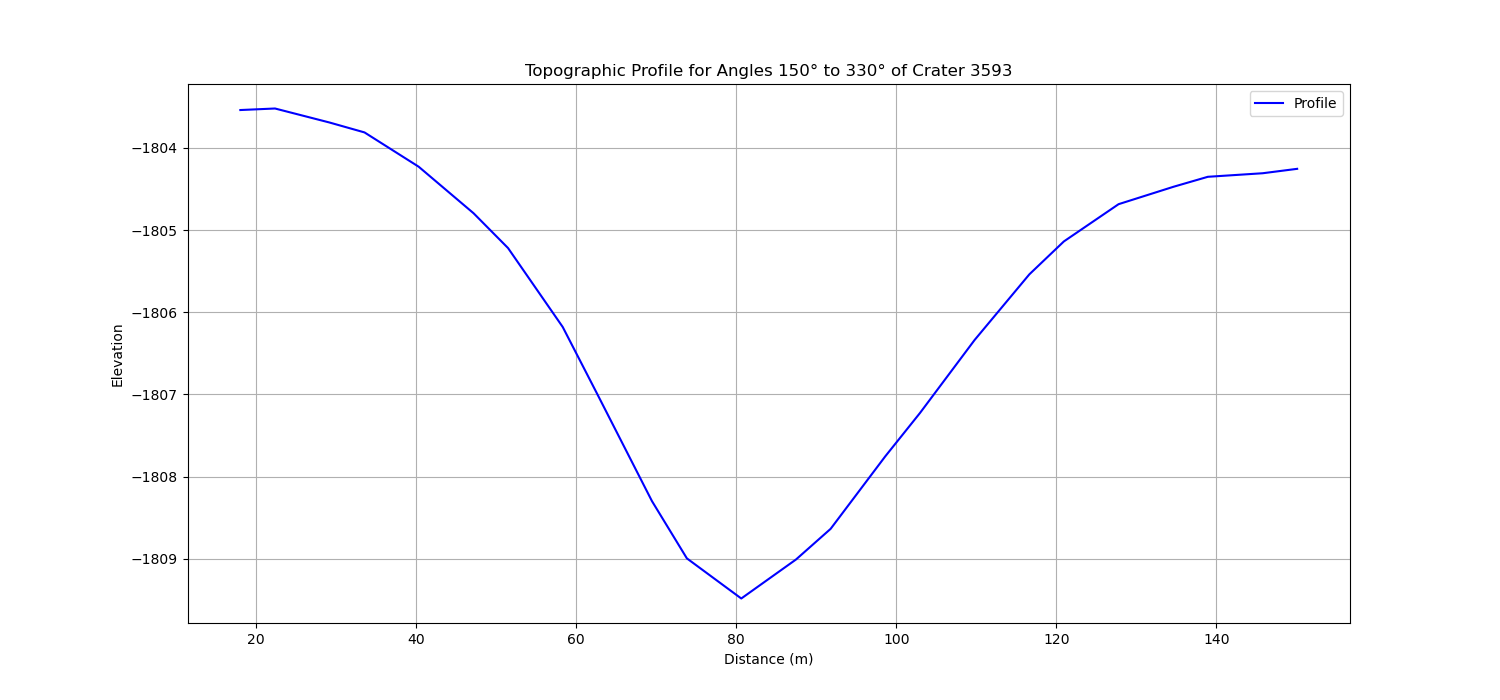 Topographic Profile for Angles 150° to 330° of Crater 3593
Profile
−1804
−1805
−1806
−1807
−1808
−1809
Elevation
20 40 60 80 100 120 140
Distance (m)